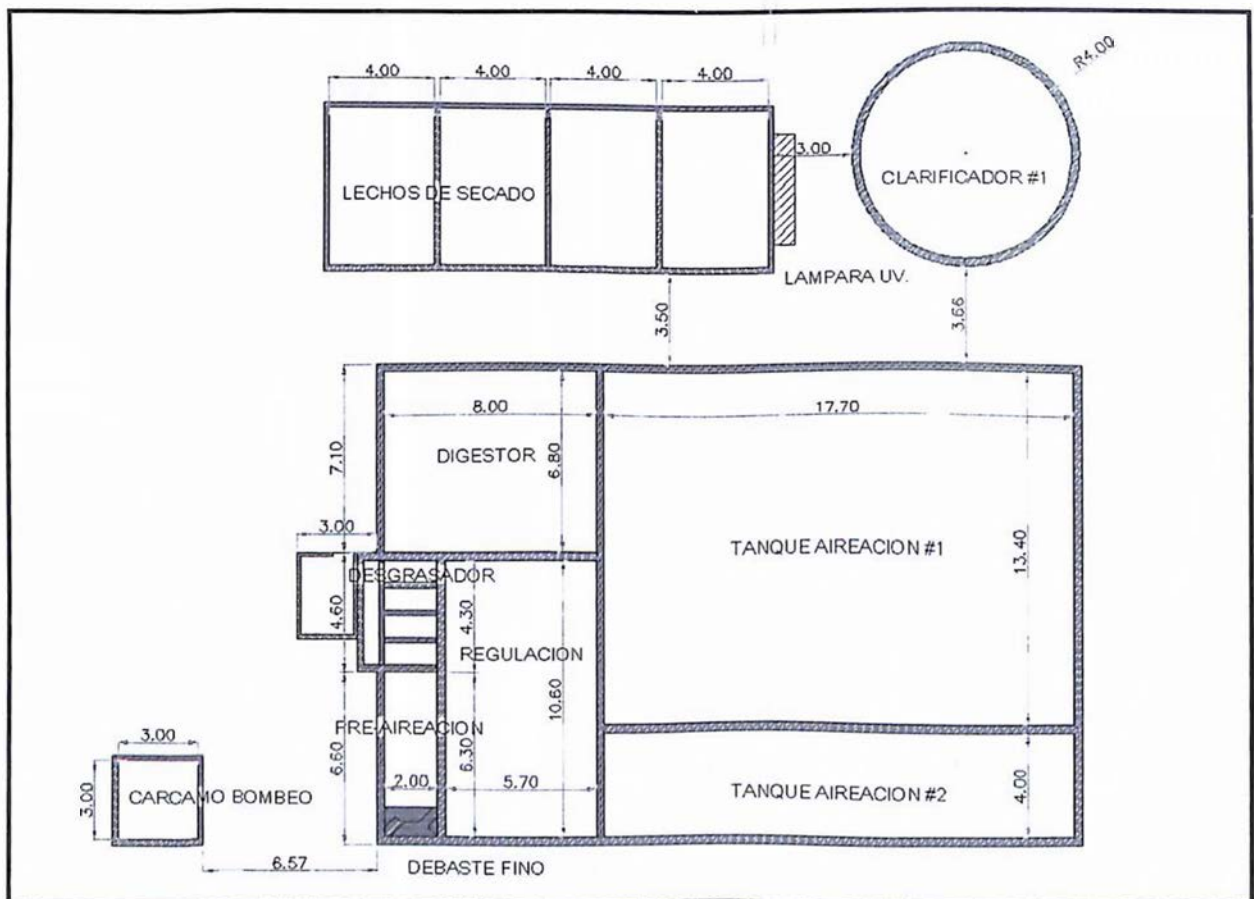 4.00 4.00 4.00 4.00
R4.00
3.00
LECHOS DE SECADO
CLARIFICADOR #1
LAMPARA UV.
3.50
3.66
8.00
17.70
7.10
DIGESTOR
6.80
3.00
TANQUE AIREACION #1
13.40
DESGRASADOR
4.60
4.30
REGULACION
10.60
PRE-AIREACION
3.00
6.60
6.30
2.00
5.70
3.00
CARCAMO BOMBEO
TANQUE AIREACION #2
4.00
6.57
DEBASTE FINO